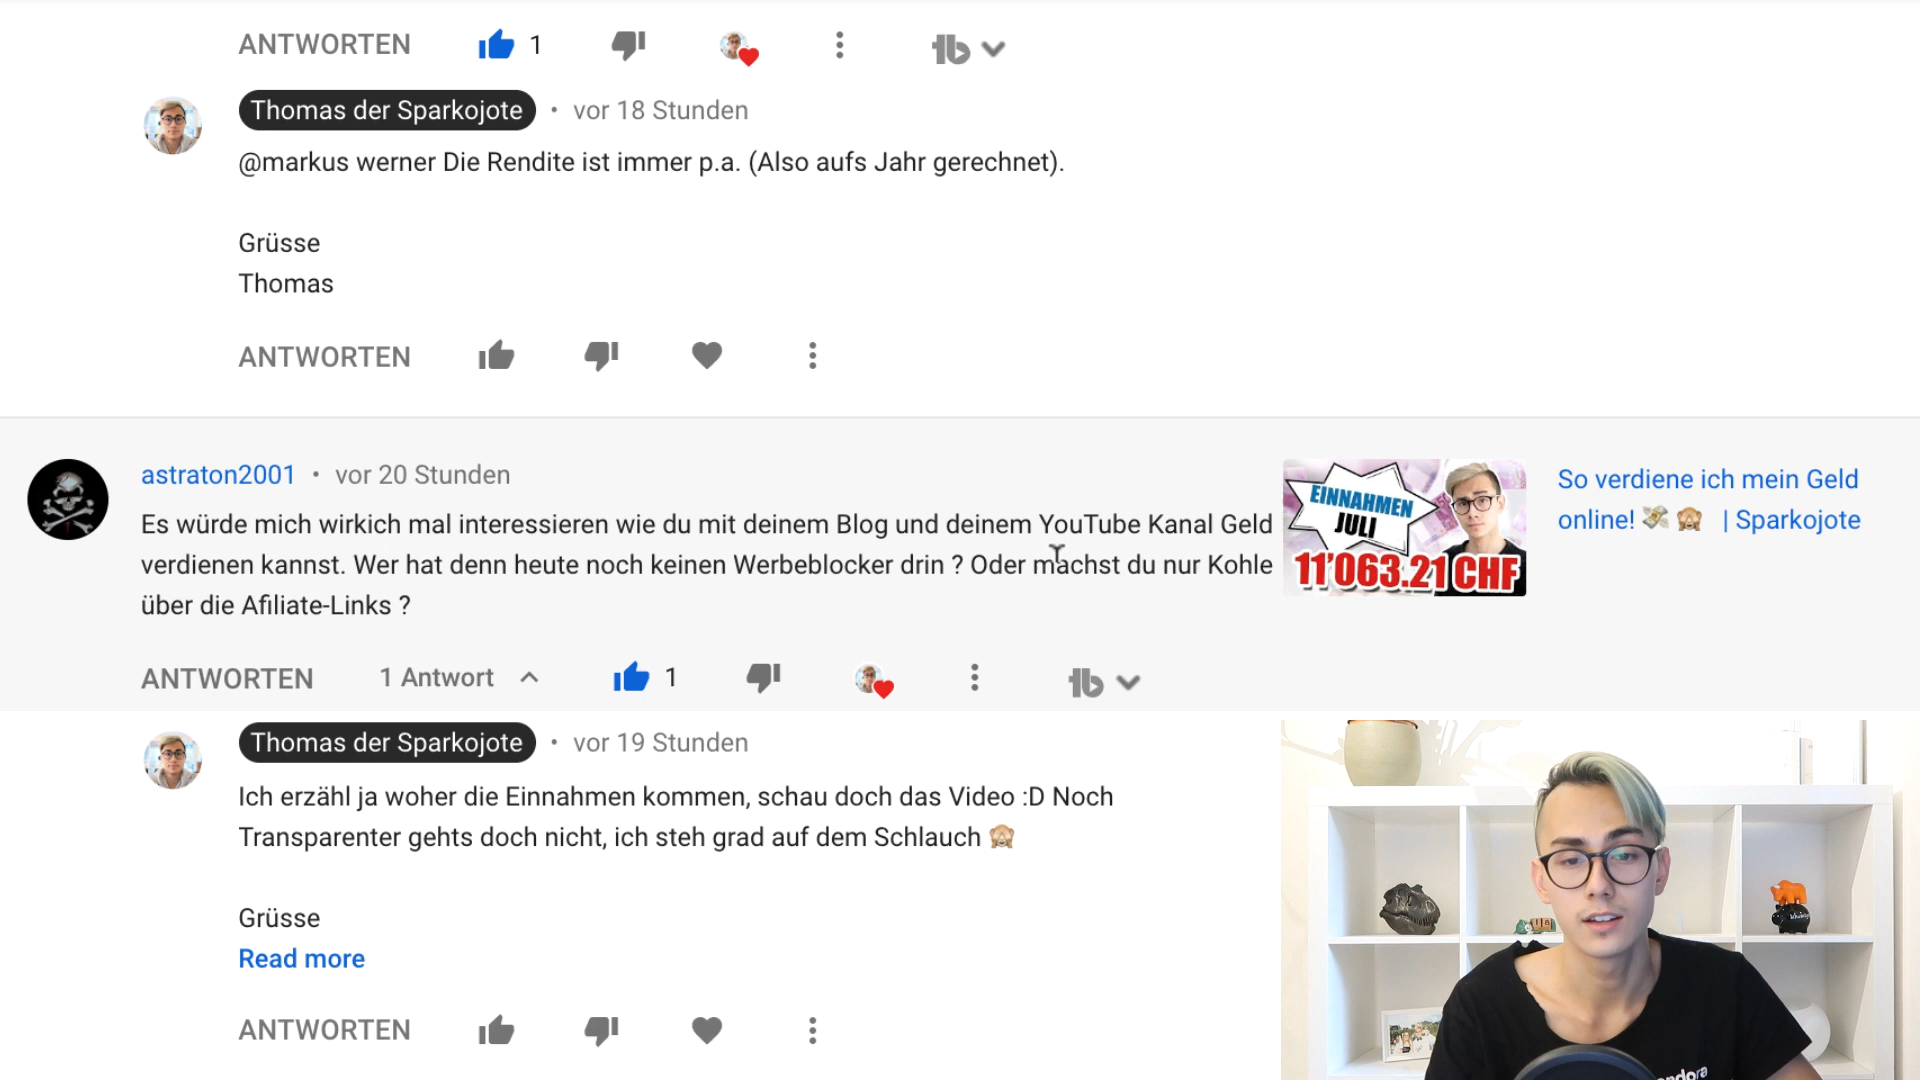 ANTWORTEN 1
Thomas der Sparkojote • vor 18 Stunden
@markus werner Die Rendite ist immer p.a. (Also aufs Jahr gerechnet).
Grüsse
Thomas
ANTWORTEN
astraton2001 • vor 20 Stunden
Es würde mich wirkich mal interessieren wie du mit deinem Blog und deinem YouTube Kanal Geld
verdienen kannst. Wer hat denn heute noch keinen Werbeblocker drin ? Oder machst du nur Kohle
über die Afiliate-Links ?
EINNAHMEN
JULI
11'063.21 CHF
So verdiene ich mein Geld
online! 💸 🙈 | Sparkojote
ANTWORTEN 1 Antwort 1
Thomas der Sparkojote • vor 19 Stunden
Ich erzähl ja woher die Einnahmen kommen, schau doch das Video :D Noch
Transparenter gehts doch nicht, ich steh grad auf dem Schlauch 🙈
Grüsse
Read more
ANTWORTEN